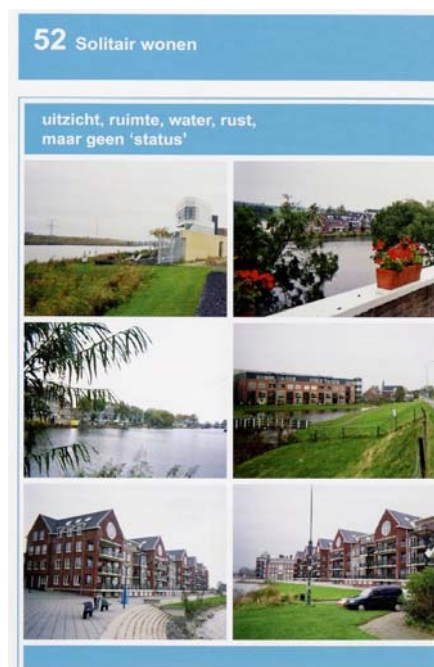 52 Solitair wonen
uitzicht, ruimte, water, rust,
maar geen ‘status’